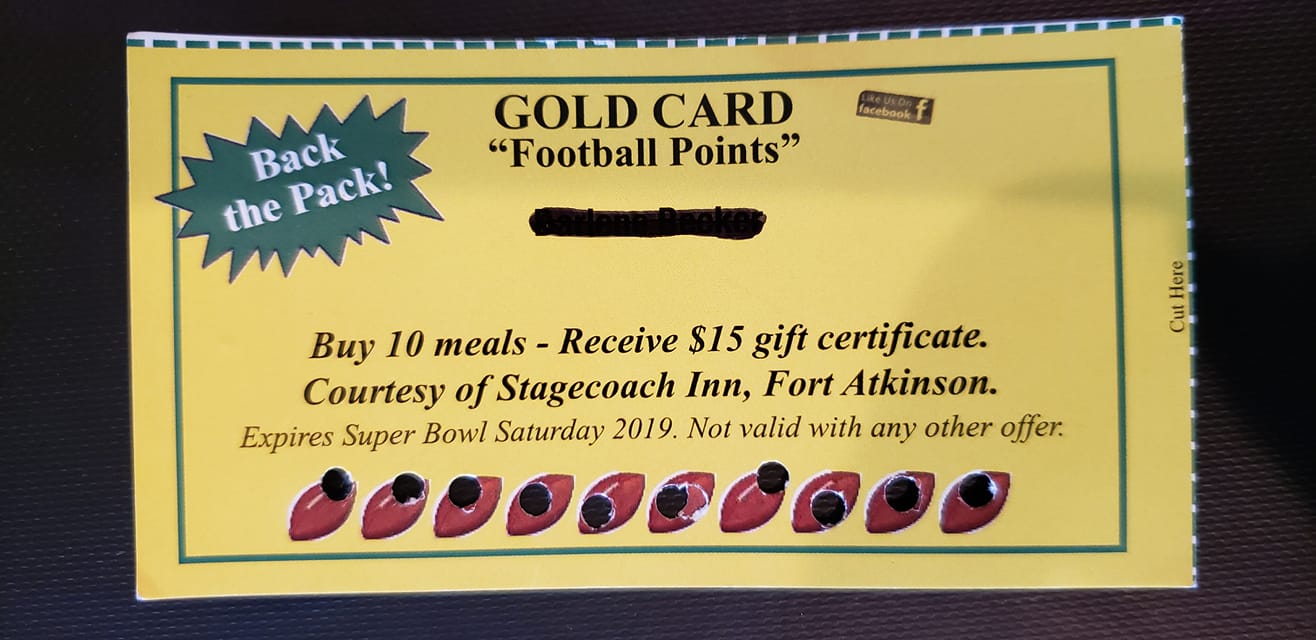 GOLD CARD
“Football Points”
Like Us On
facebook f
Back
the Pack!
Buy 10 meals - Receive $15 gift certificate.
Courtesy of Stagecoach Inn, Fort Atkinson.
Expires Super Bowl Saturday 2019. Not valid with any other offer.
Cut Here